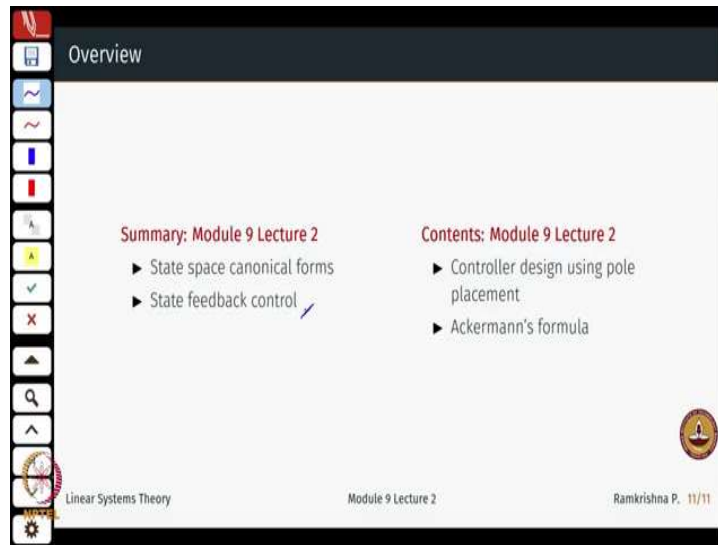 Overview
Summary: Module 9 Lecture 2
▶ State space canonical forms
▶ State feedback control
Contents: Module 9 Lecture 2
▶ Controller design using pole
placement
▶ Ackermann's formula
NPTEL
Linear Systems Theory
Module 9 Lecture 2
Ramkrishna P. 11/11